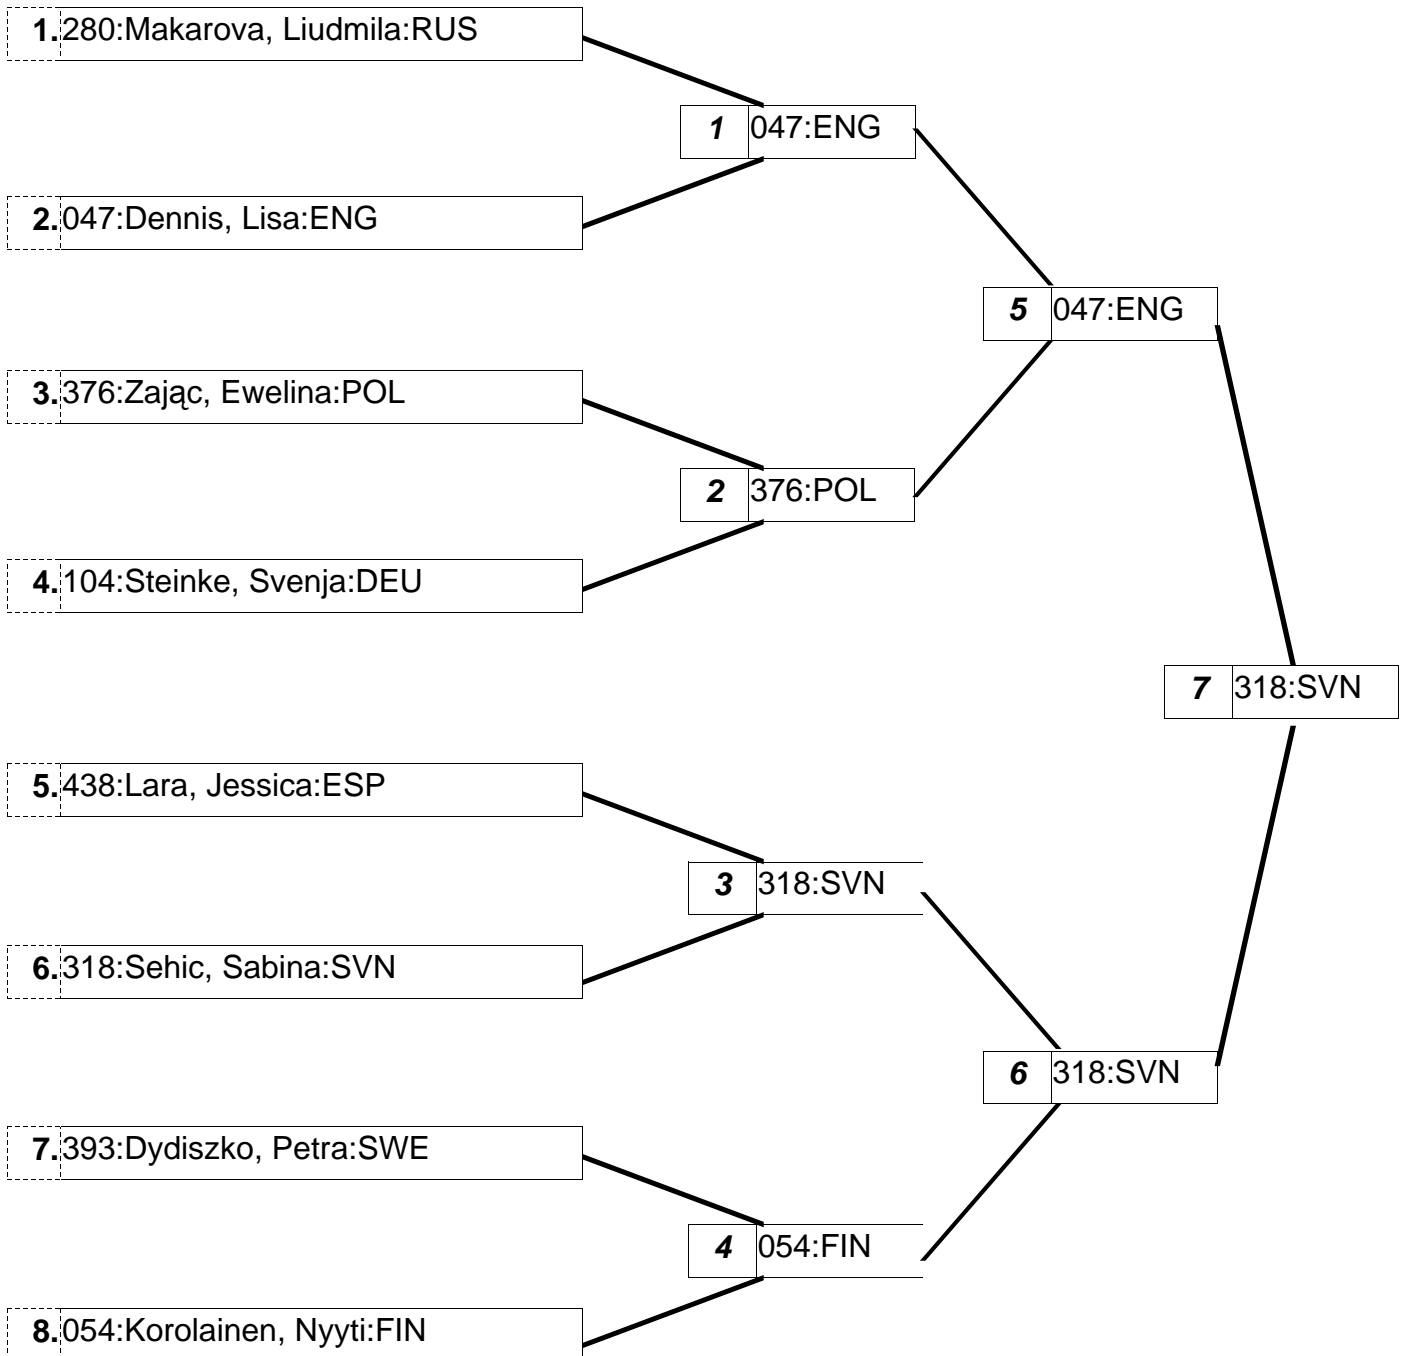 1. 280:Makarova, Liudmila:RUS
1 047:ENG
2. 047:Dennis, Lisa:ENG
5 047:ENG
3. 376:Zając, Ewelina:POL
2 376:POL
4. 104:Steinke, Svenja:DEU
7 318:SVN
5. 438:Lara, Jessica:ESP
3 318:SVN
6. 318:Sehic, Sabina:SVN
6 318:SVN
7. 393:Dydiszko, Petra:SWE
4 054:FIN
8. 054:Korolainen, Nyyti:FIN